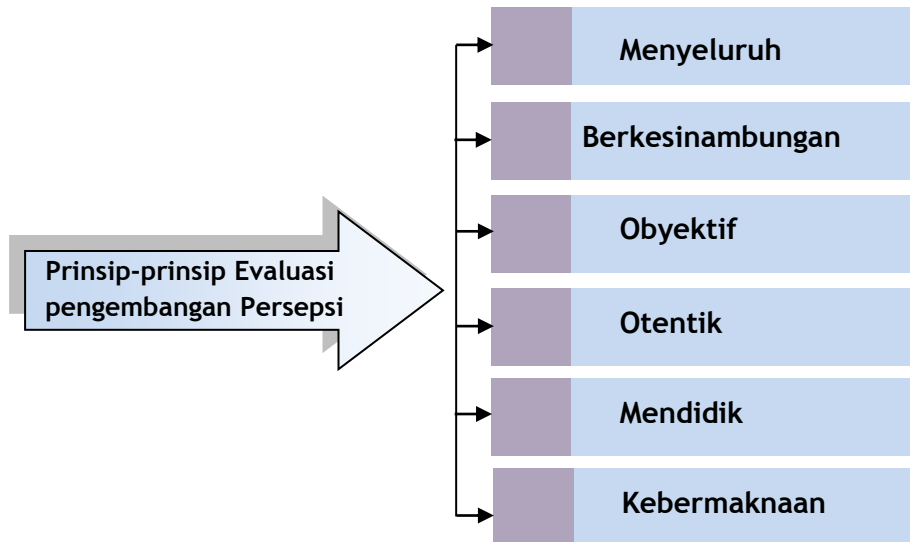 Prinsip-prinsip Evaluasi
pengembangan Persepsi
Menyeluruh
Berkesinambungan
Obyektif
Otentik
Mendidik
Kebermaknaan